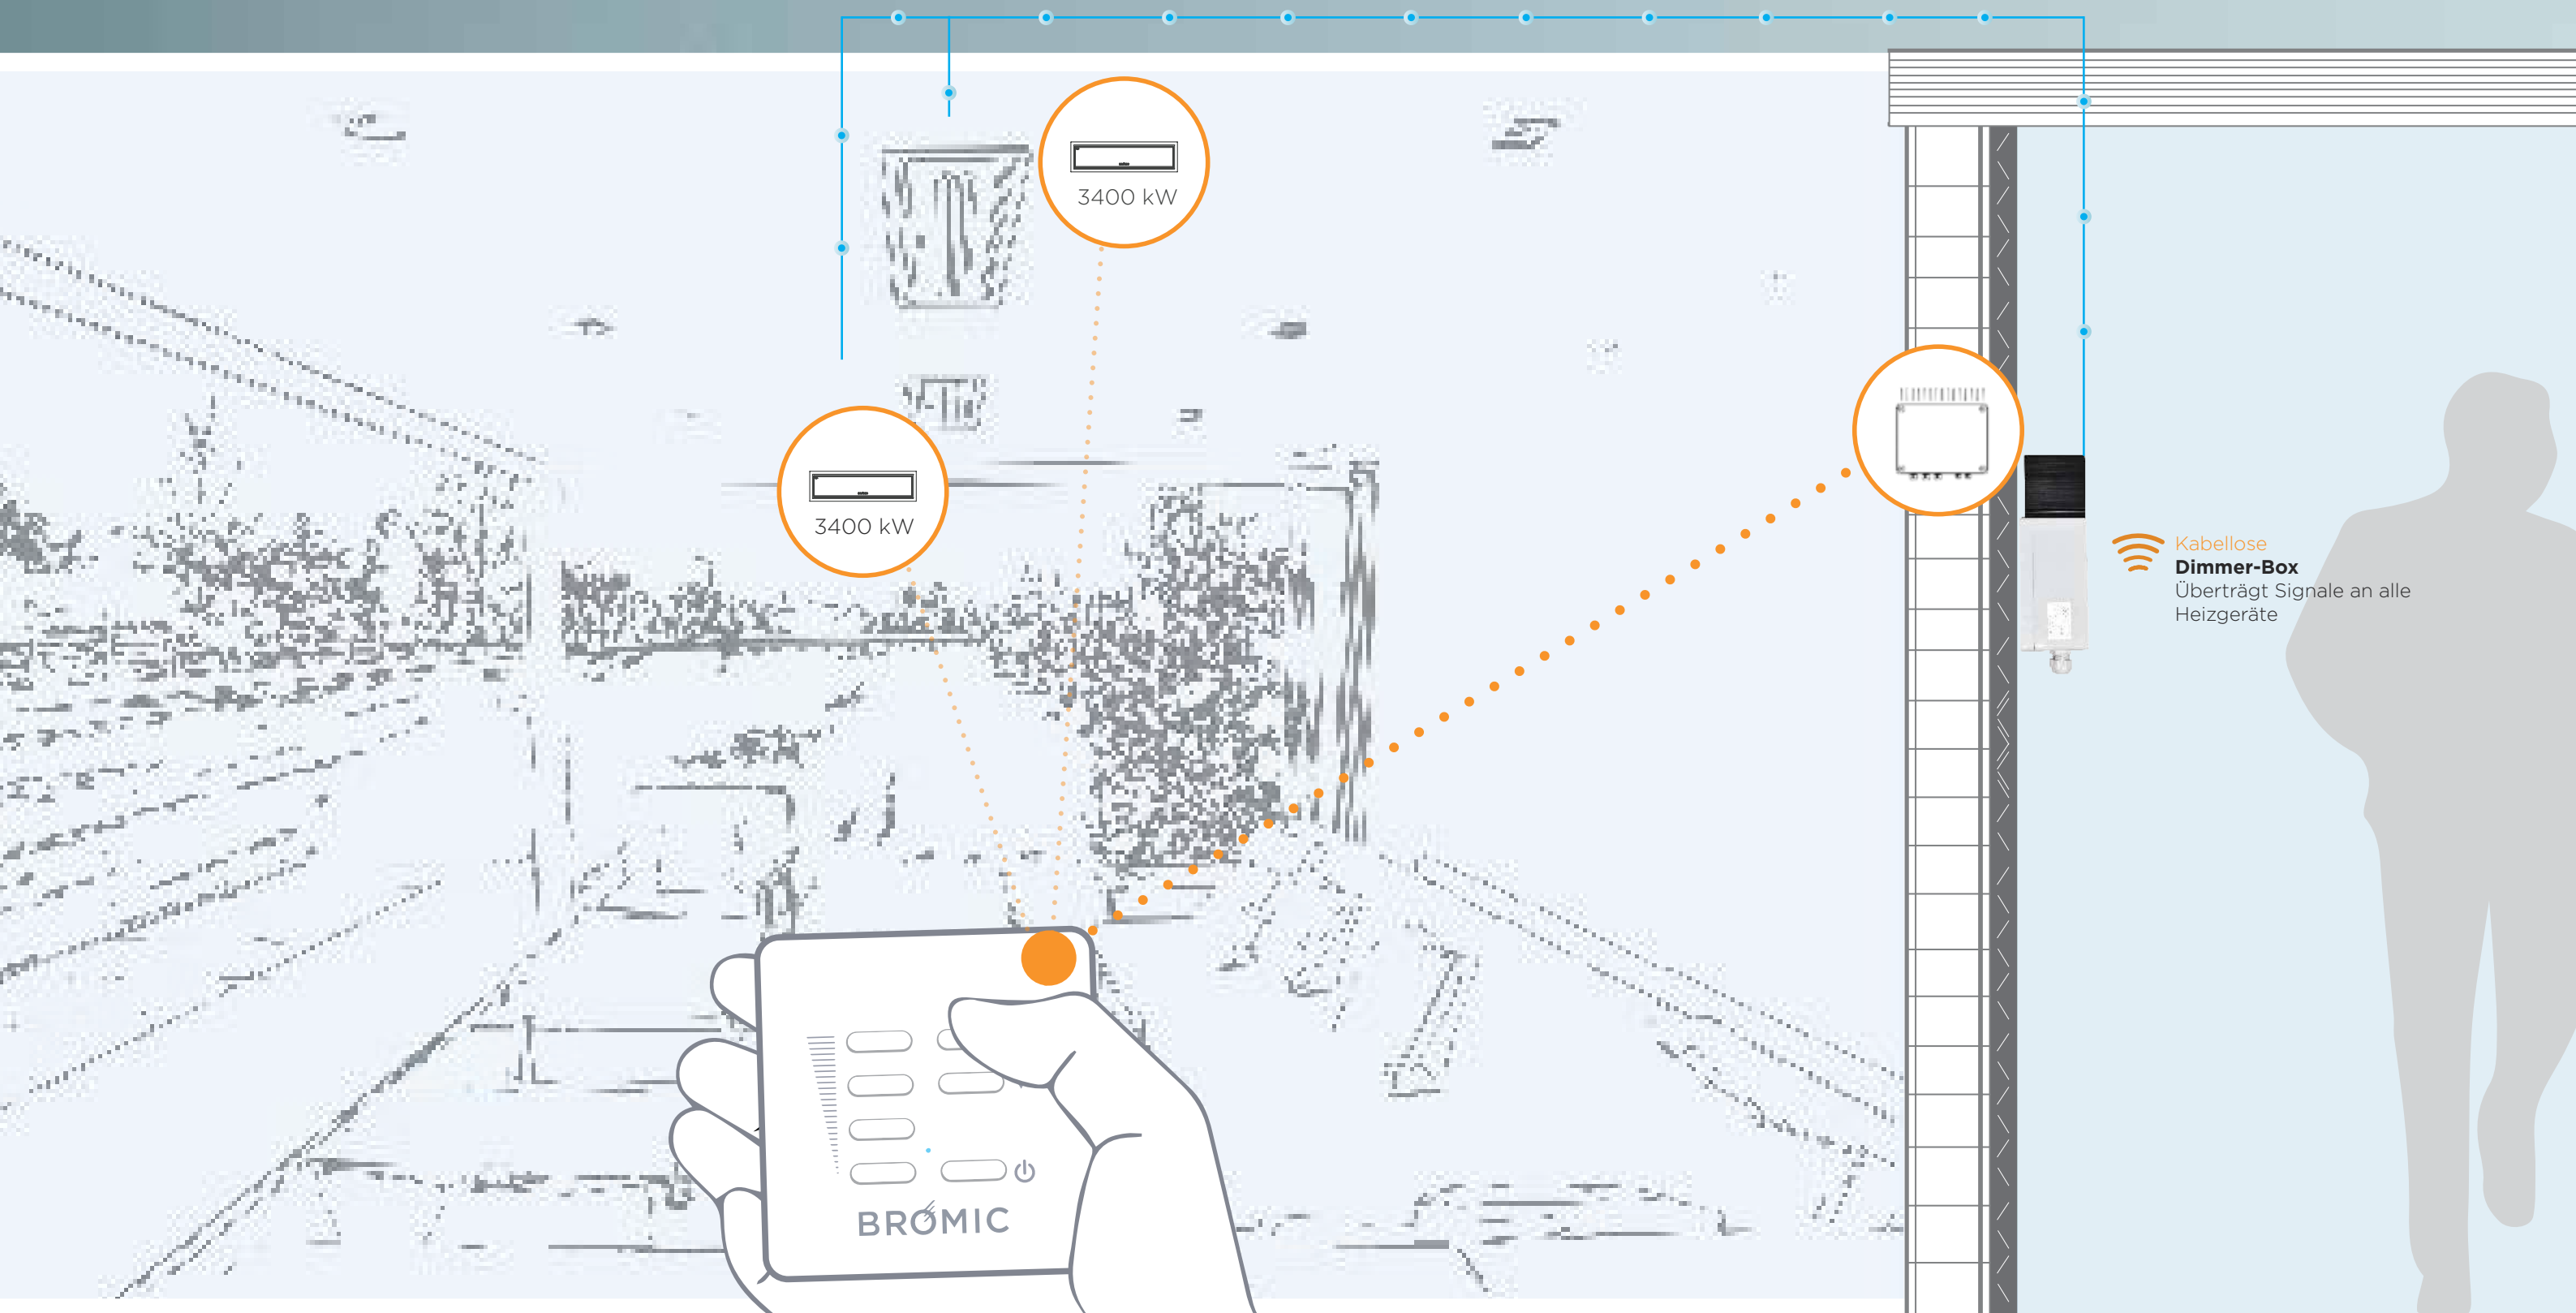 3400 kW
3400 kW
Kabellose
Dimmer-Box
Überträgt Signale an alle
Heizgeräte
BROMIC